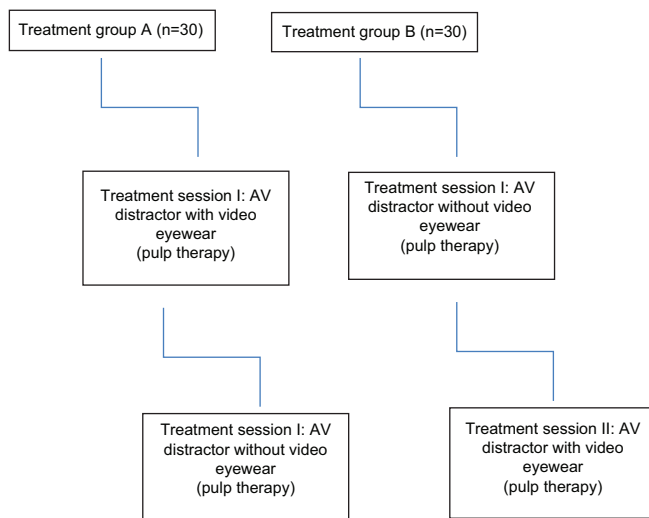 Treatment group A (n=30)
Treatment group B (n=30)
Treatment session I: AV
distractor with video
eyewear
(pulp therapy)
Treatment session I: AV
distractor without video
eyewear
(pulp therapy)
Treatment session I: AV
distractor without video
eyewear
(pulp therapy)
Treatment session II: AV
distractor with video
eyewear
(pulp therapy)